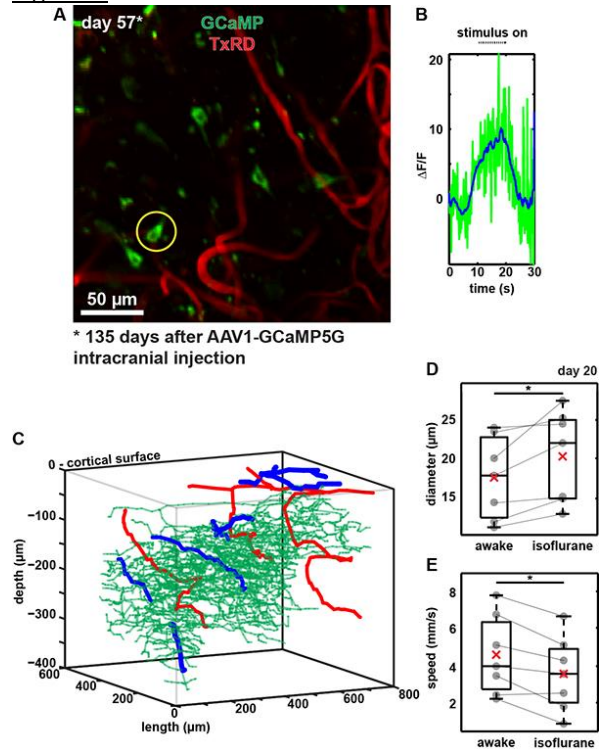 A
day 57*
GCaMP
TxRD
50 µm
* 135 days after AAV1-GCaMP5G
intracranial injection
B
stimulus on
20
10
0
ΔF/F
0 10 20 30
time (s)
C
0 - cortical surface
-100
-200
-300
-400
depth (µm)
600
400
200
0
200
400
600
800
length (µm)
D
day 20
*
25
20
15
diameter (µm)
awake isoflurane
E
*
8
6
4
2
speed (mm/s)
awake isoflurane